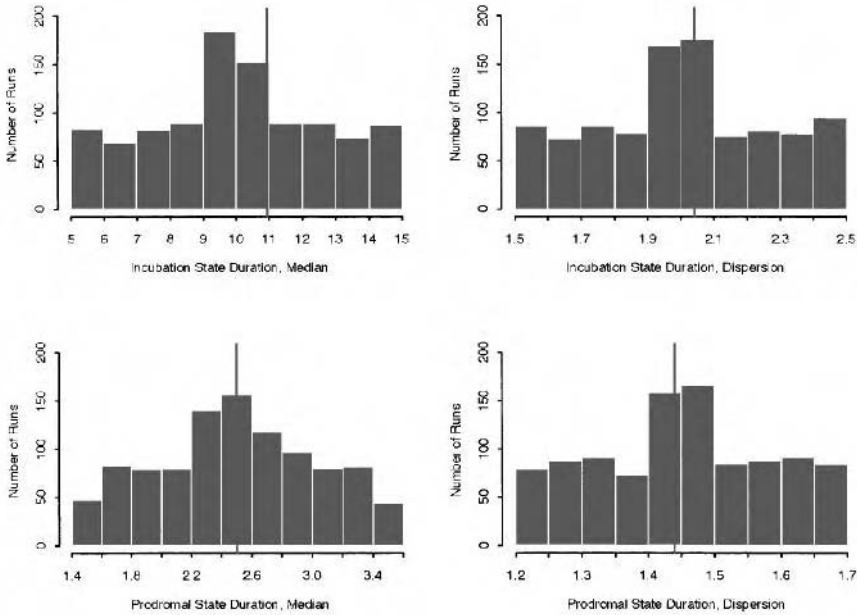 200
150
100
50
0
Number of Runs
5 6 7 8 9 10 11 12 13 14 15
Incubation State Duration, Median
200
150
100
50
0
Number of Runs
1.5 1.7 1.9 2.1 2.3 2.5
Incubation State Duration, Dispersion
200
150
100
50
0
Number of Runs
1.4 1.8 2.2 2.6 3.0 3.4
Prodromal State Duration, Median
200
150
100
50
0
Number of Runs
1.2 1.3 1.4 1.5 1.6 1.7
Prodromal State Duration, Dispersion